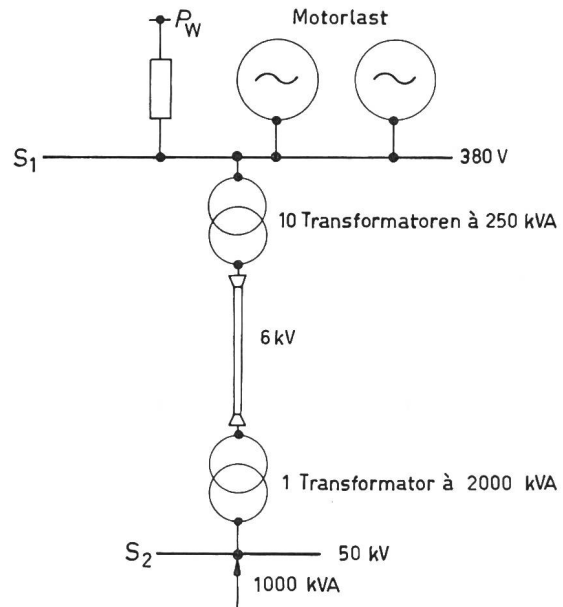 P_W
Motorlast
S₁
380 V
10 Transformatoren à 250 kVA
6 kV
1 Transformator à 2000 kVA
S₂
50 kV
1000 kVA